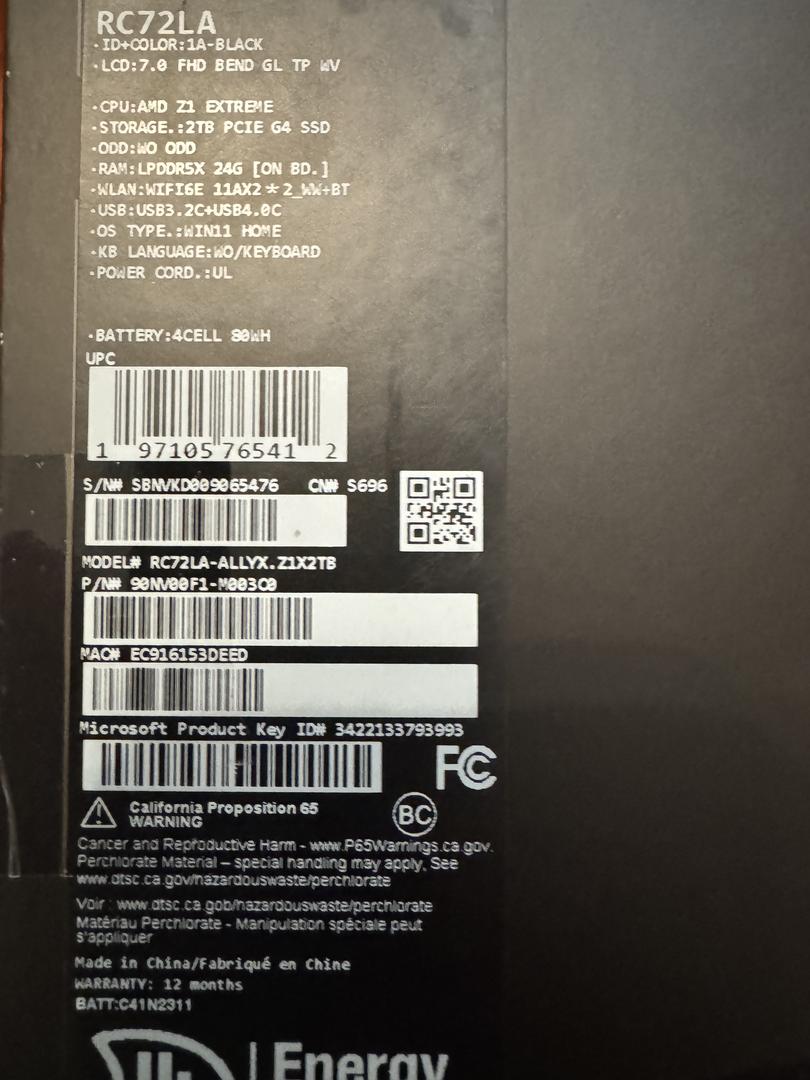 RC72LA
·ID+COLOR:1A-BLACK
·LCD:7.0 FHD BEND GL TP WV
·CPU:AMD Z1 EXTREME
·STORAGE.:2TB PCIE G4 SSD
·ODD:WO ODD
·RAM:LPDDR5X 24G [ON BD.]
·WLAN:WIFI6E 11AX2*2_WW+BT
·USB:USB3.2C+USB4.0C
·OS TYPE.:WIN11 HOME
·KB LANGUAGE:WO/KEYBOARD
·POWER CORD.:UL
·BATTERY:4CELL 80WH
UPC
1 97105 76541 2
S/N# SBNVKD009065476 CN# S696
MODEL# RC72LA-ALLYX.Z1X2TB
P/N# 90NV00F1-M003C0
MAC# EC916153DEED
Microsoft Product Key ID# 3422133793993
FC
California Proposition 65
WARNING
BC
Cancer and Reproductive Harm - www.P65Warnings.ca.gov.
Perchlorate Material – special handling may apply, See
www.dtsc.ca.gov/hazardouswaste/perchlorate
Voir : www.dtsc.ca.gob/hazardouswaste/perchlorate
Matériau Perchlorate - Manipulation spéciale peut
s'appliquer
Made in China/Fabriqué en Chine
WARRANTY: 12 months
BATT:C41N2311
Energy